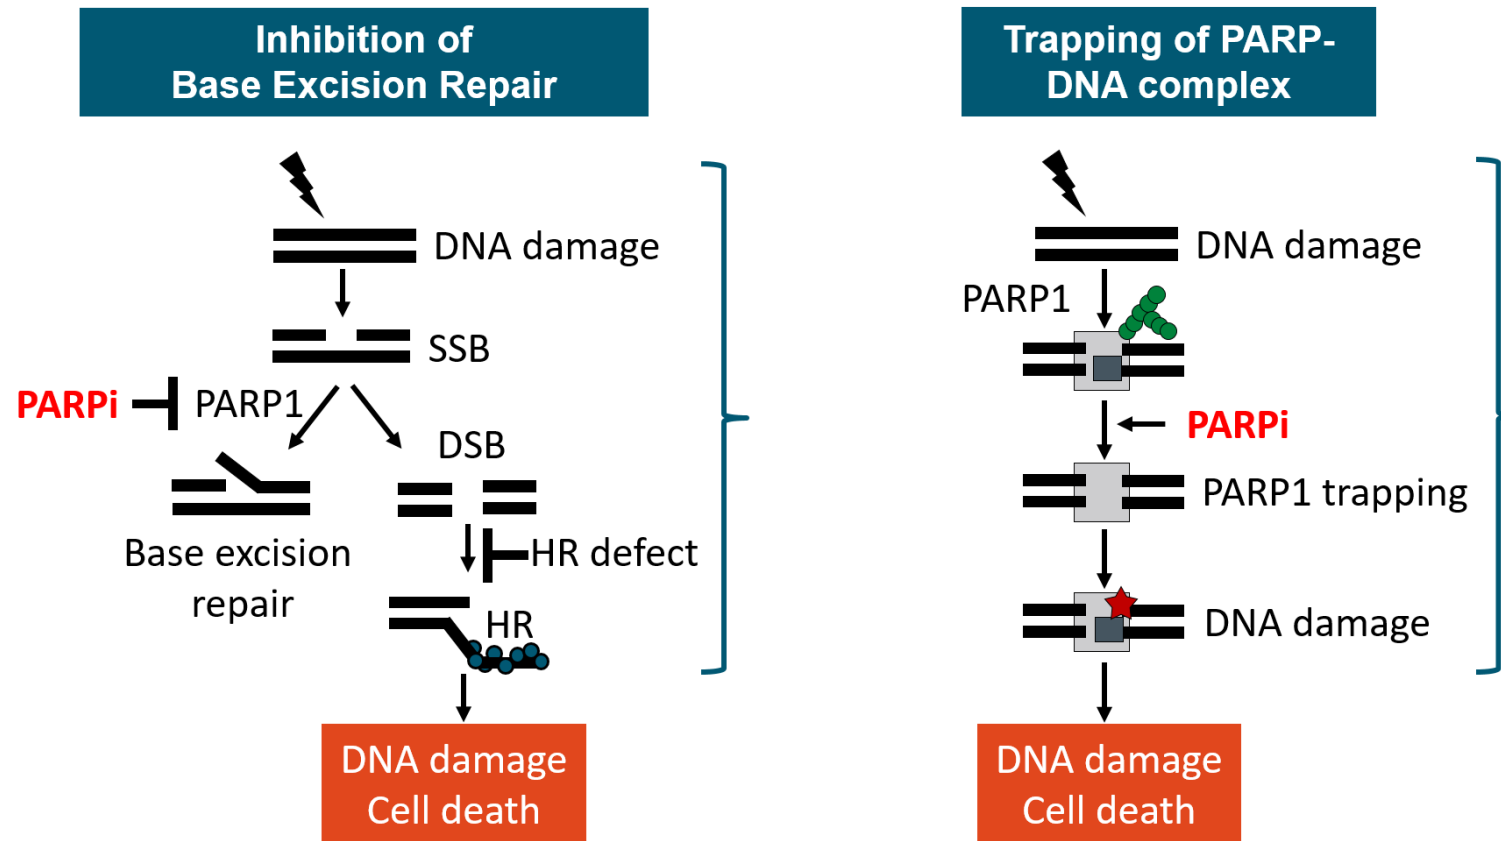 Inhibition of
Base Excision Repair
DNA damage
SSB
PARPi
PARP1
DSB
Base excision
repair
HR defect
HR
DNA damage
Cell death
Trapping of PARP-
DNA complex
DNA damage
PARP1
PARPi
PARP1 trapping
DNA damage
DNA damage
Cell death